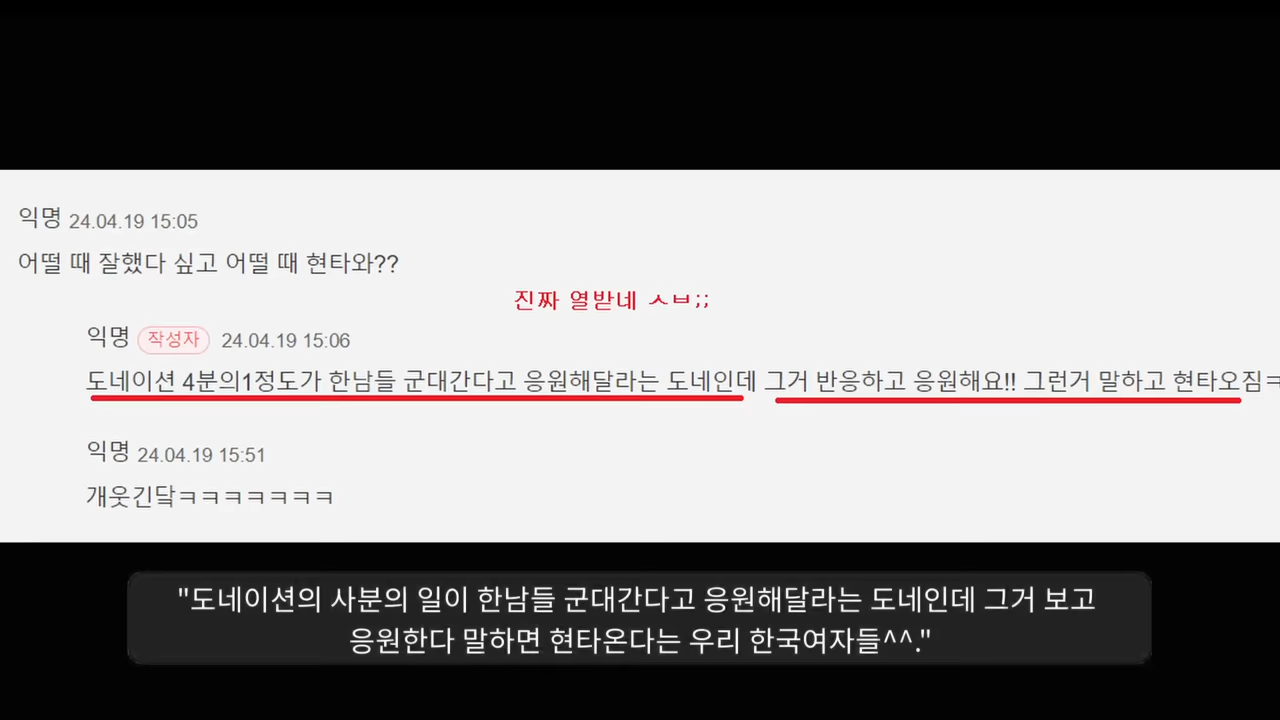 익명 24.04.19 15:05
어떨 때 잘했다 싶고 어떨 때 현타와??
진짜 열받네 ㅅㅂ;;
익명 작성자 24.04.19 15:06
도네이션 4분의1정도가 한남들 군대간다고 응원해달라는 도네인데 그거 반응하고 응원해요!! 그런거 말하고 현타오짐ㅋ
익명 24.04.19 15:51
개웃긴닼ㅋㅋㅋㅋㅋㅋㅋ
"도네이션의 사분의 일이 한남들 군대간다고 응원해달라는 도네인데 그거 보고
응원한다 말하면 현타온다는 우리 한국여자들^^."